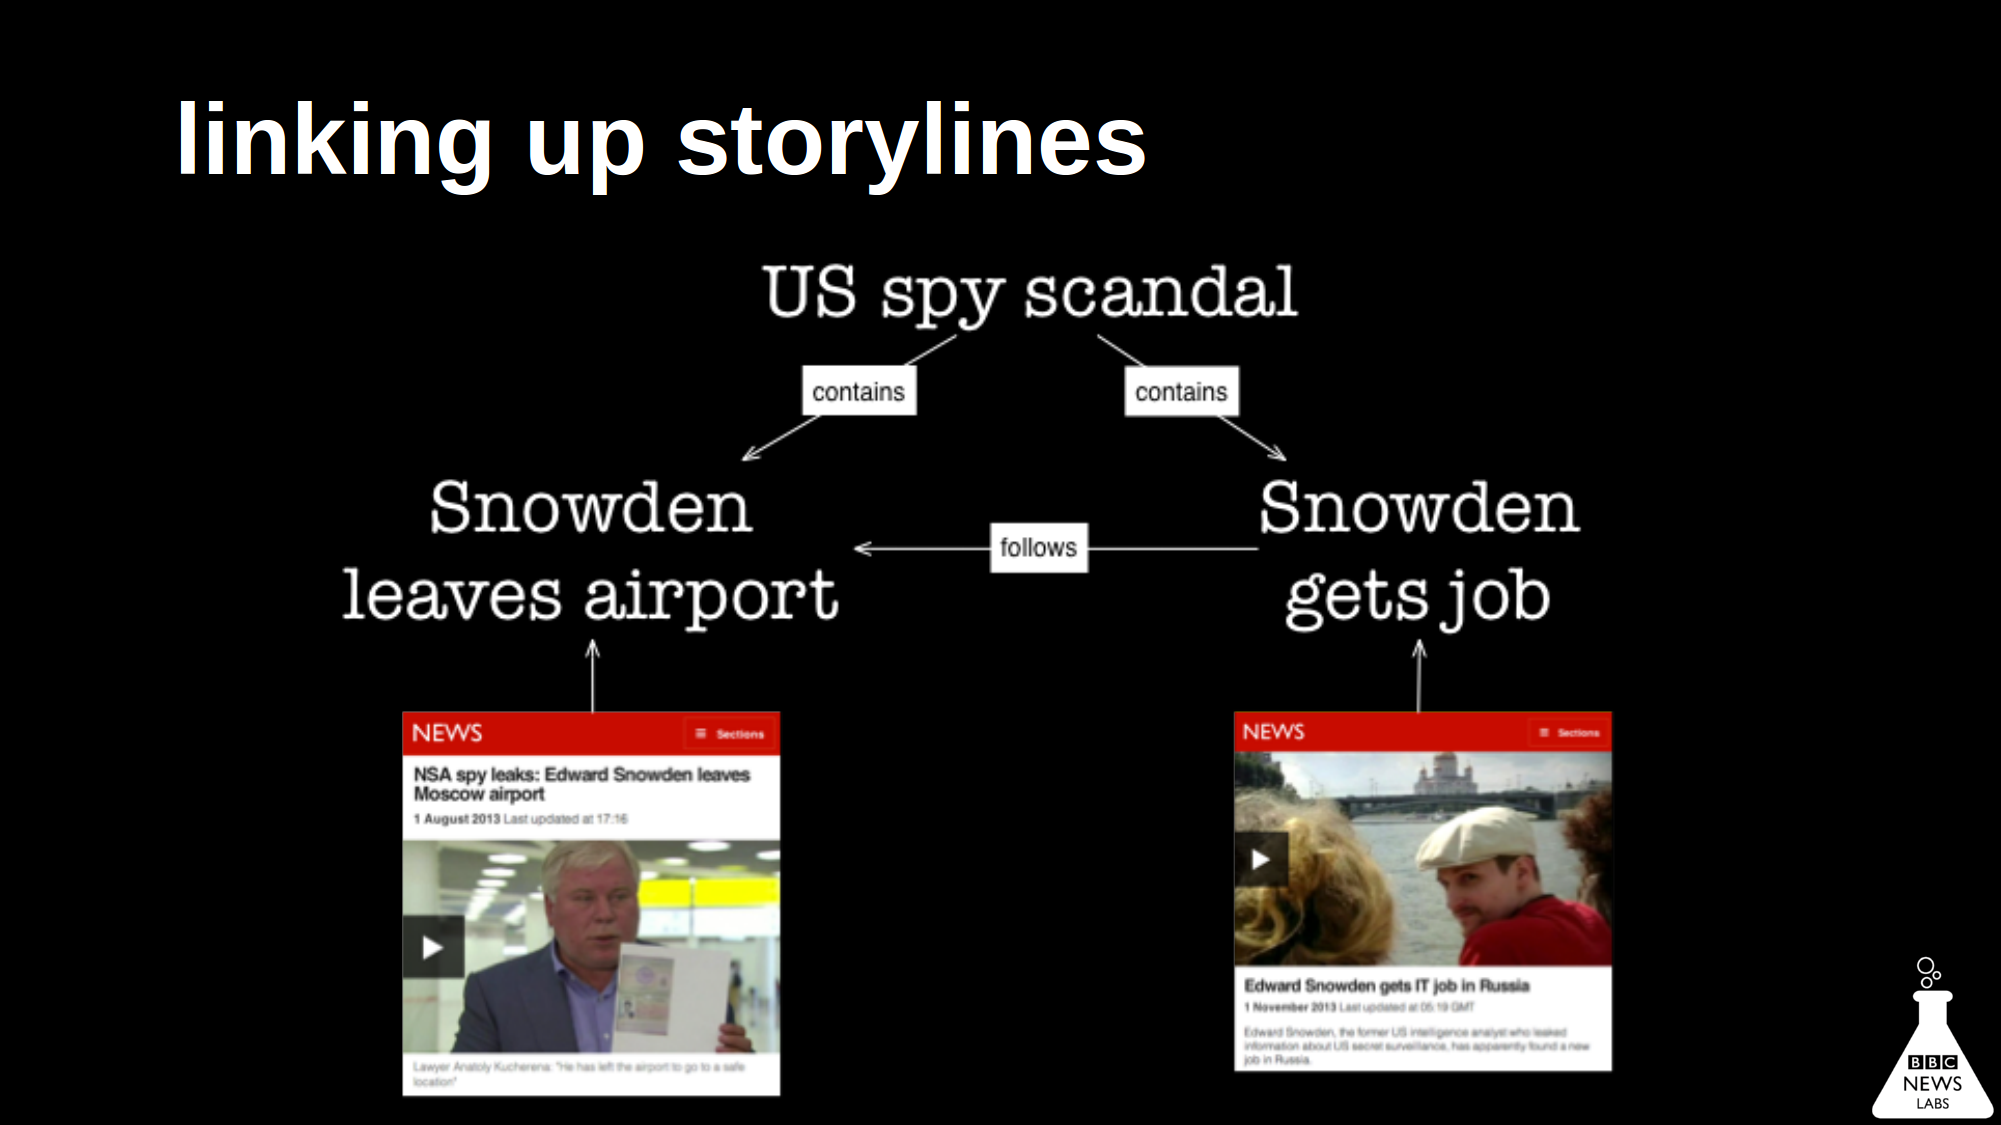 linking up storylines
US spy scandal
contains
contains
Snowden
leaves airport
follows
Snowden
gets job
NEWS
Sections
NSA spy leaks: Edward Snowden leaves
Moscow airport
1 August 2013 Last updated at 17:16
Lawyer Anatoly Kucherena: "He has left the airport to go to a safe
location"
NEWS
Sections
Edward Snowden gets IT job in Russia
1 November 2013 Last updated at 05:19 GMT
Edward Snowden, the former US intelligence analyst who leaked
information about US secret surveillance, has apparently found a new
job in Russia.
BBC
NEWS
LABS